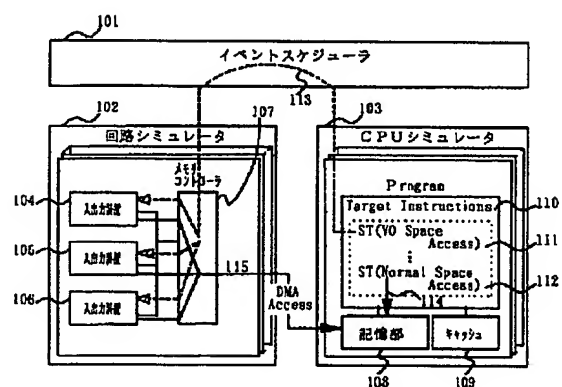 101
イベントスケジューラ
113
102
回路シミュレータ
107
メモリ
コントローラ
104
入出力装置
105
入出力装置
106
入出力装置
115
DMA
Access
103
CPUシミュレータ
Program
Target Instructions
110
ST(I/O Space
Access)
111
⋮
ST(Normal Space
Access)
112
114
記憶部
キャッシュ
108
109